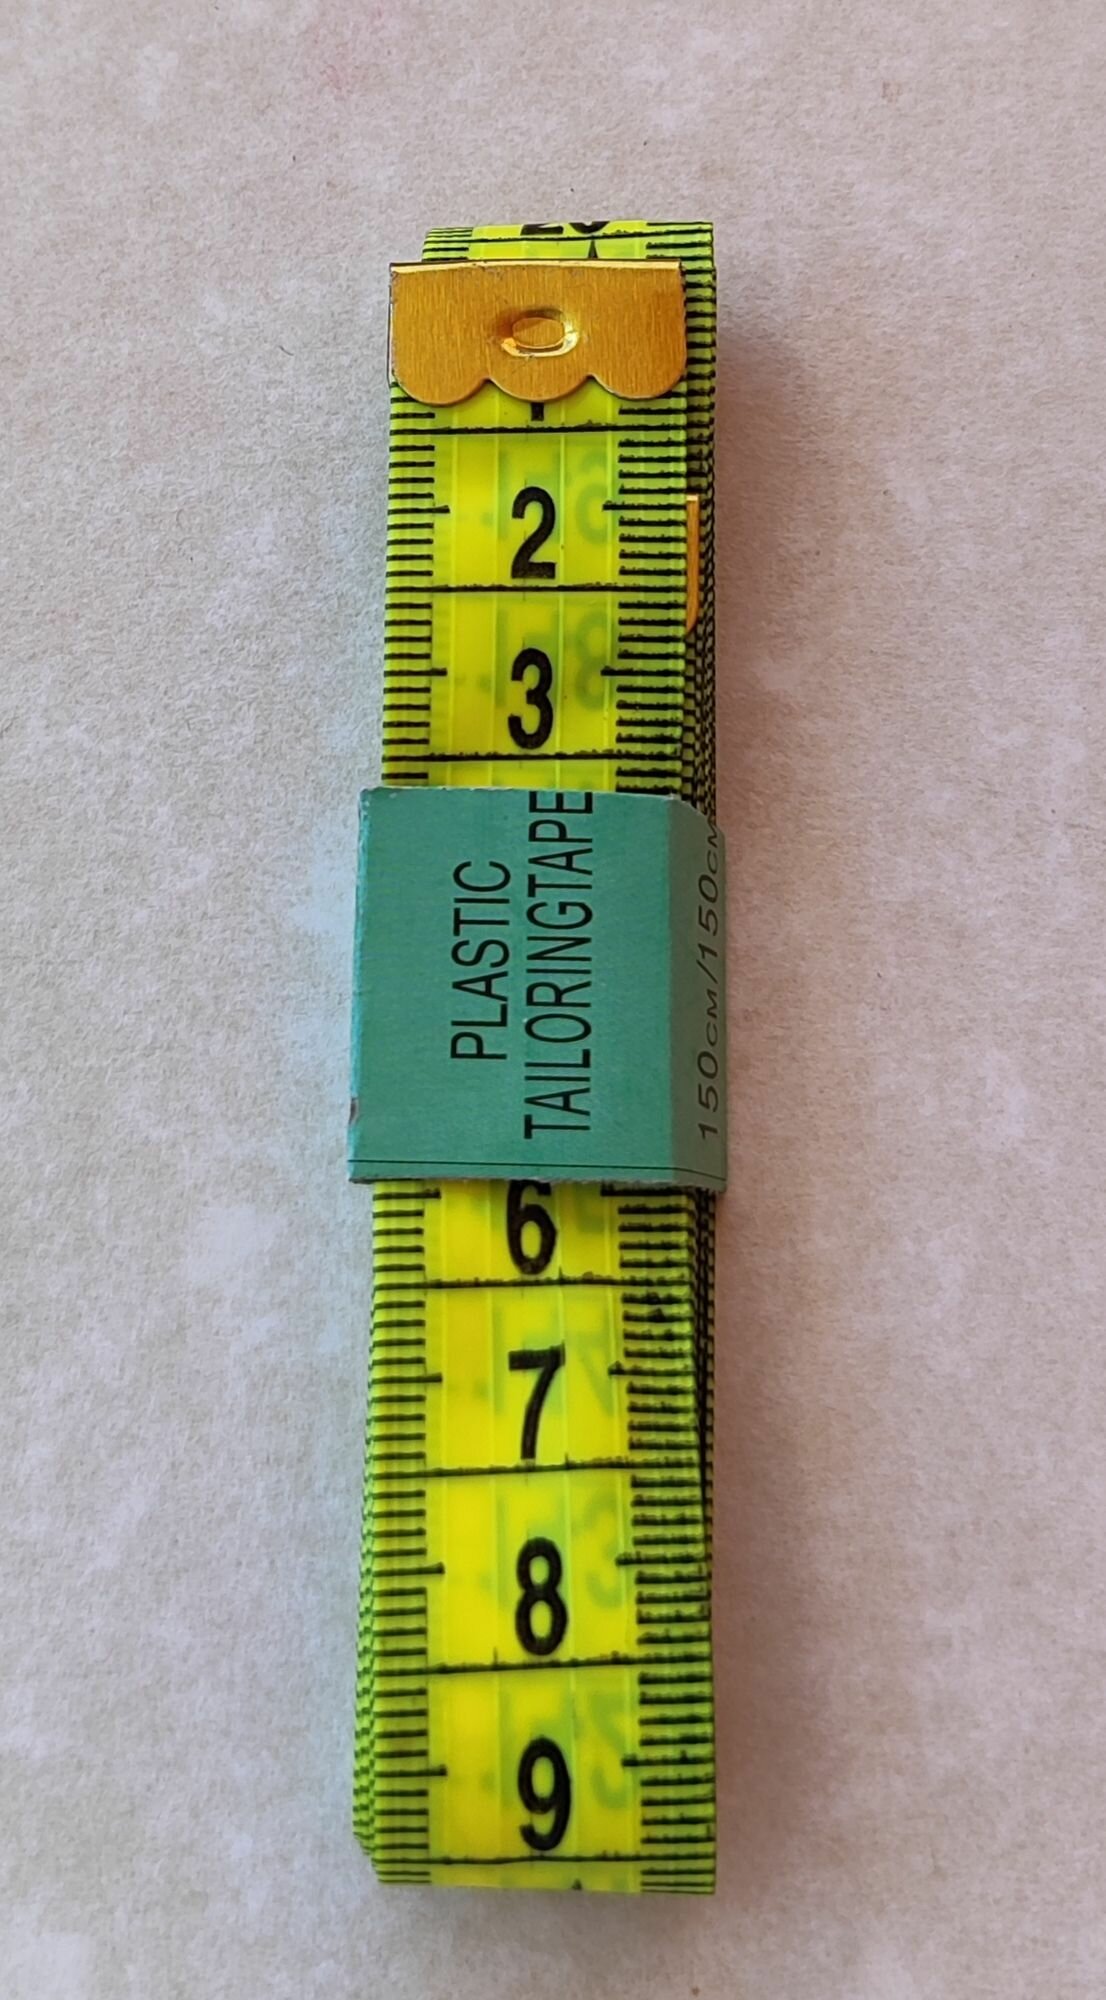 2
3
PLASTIC
TAILORINGTAPE
150CM/150CM
6
7
8
9